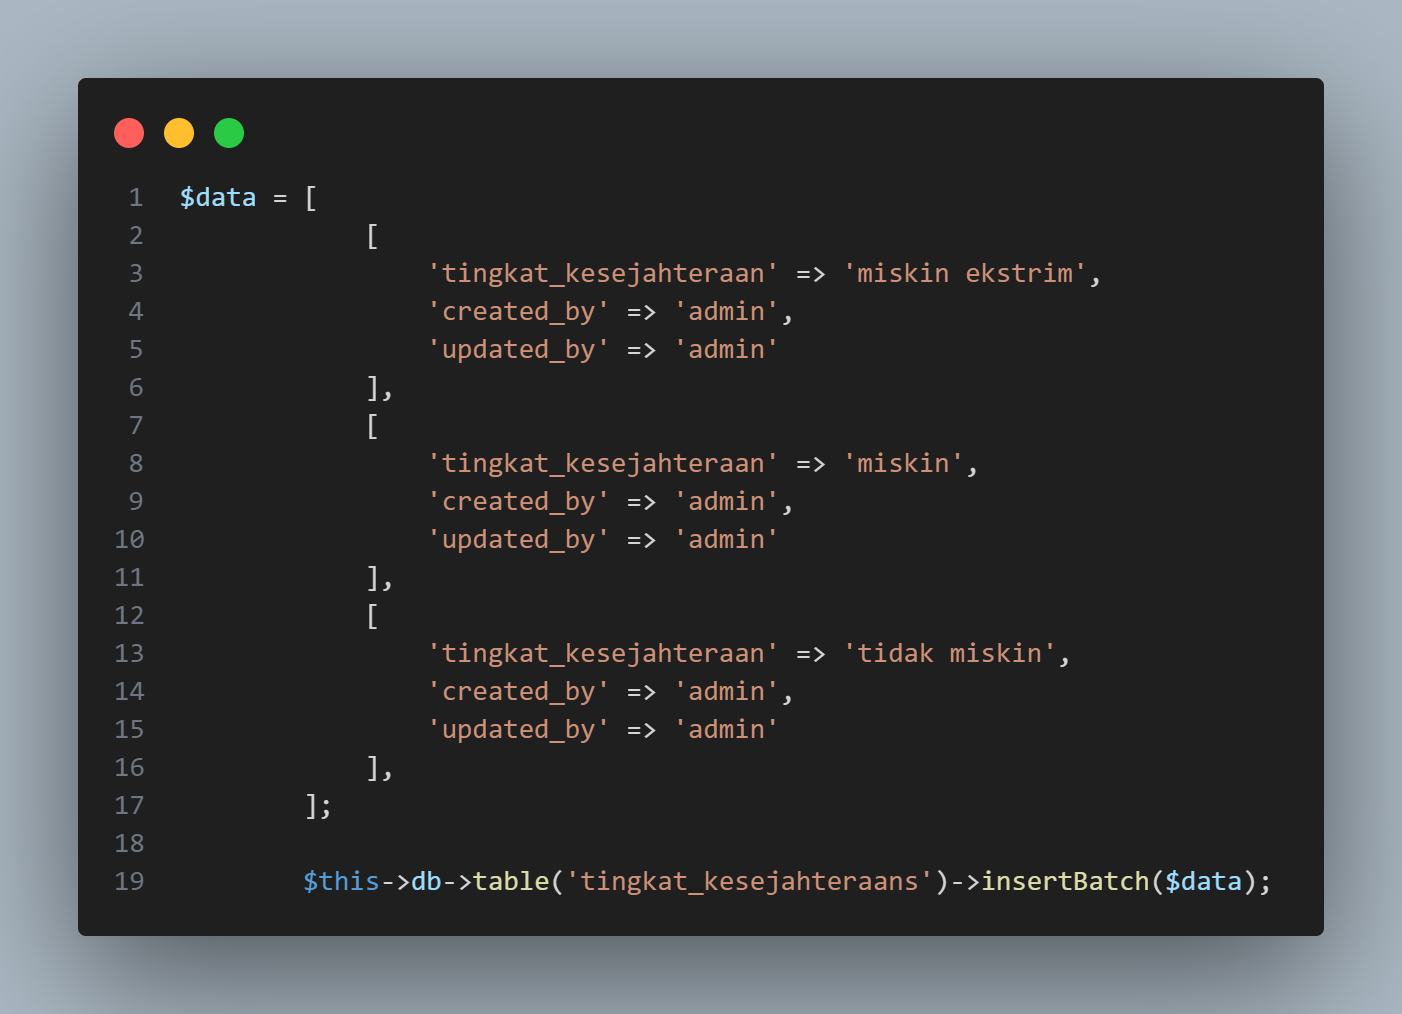 1 $data = [
2             [
3                 'tingkat_kesejahteraan' => 'miskin ekstrim',
4                 'created_by' => 'admin',
5                 'updated_by' => 'admin'
6             ],
7             [
8                 'tingkat_kesejahteraan' => 'miskin',
9                 'created_by' => 'admin',
10                 'updated_by' => 'admin'
11             ],
12             [
13                 'tingkat_kesejahteraan' => 'tidak miskin',
14                 'created_by' => 'admin',
15                 'updated_by' => 'admin'
16             ],
17         ];
18
19         $this->db->table('tingkat_kesejahteraans')->insertBatch($data);